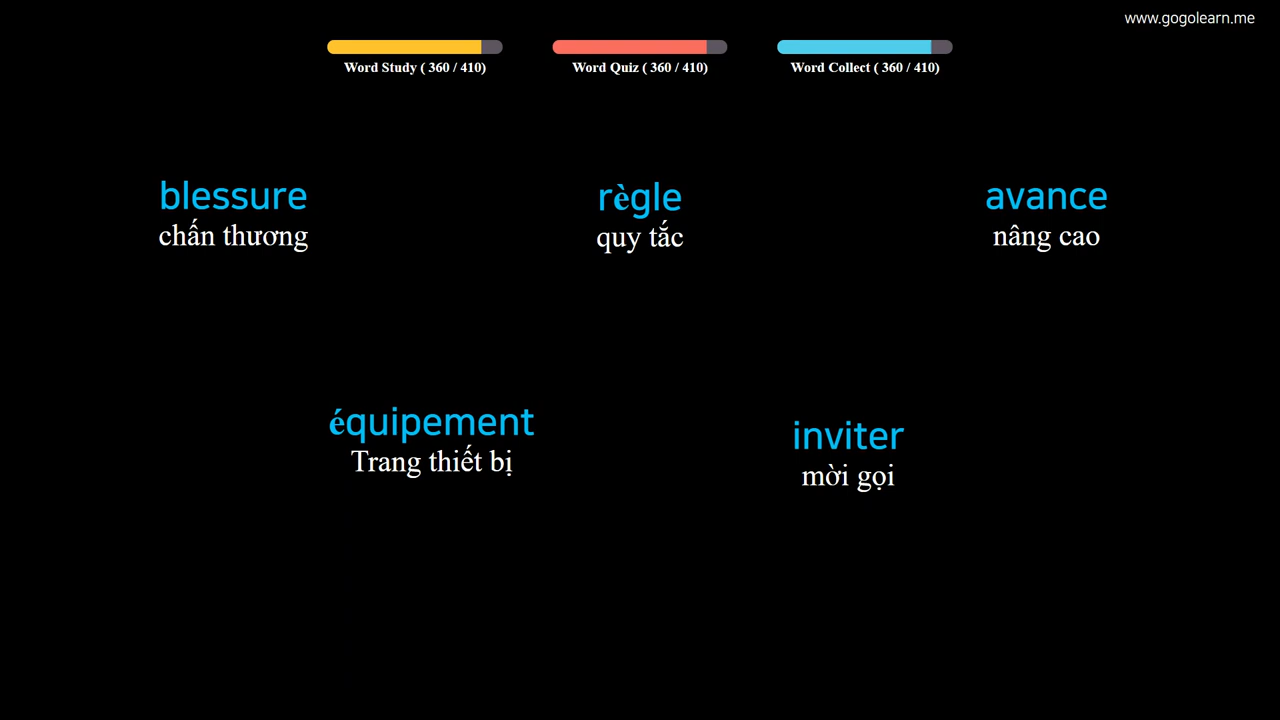 www.gogolearn.me
Word Study ( 360 / 410)
Word Quiz ( 360 / 410)
Word Collect ( 360 / 410)
blessure
chấn thương
règle
quy tắc
avance
nâng cao
équipement
Trang thiết bị
inviter
mời gọi